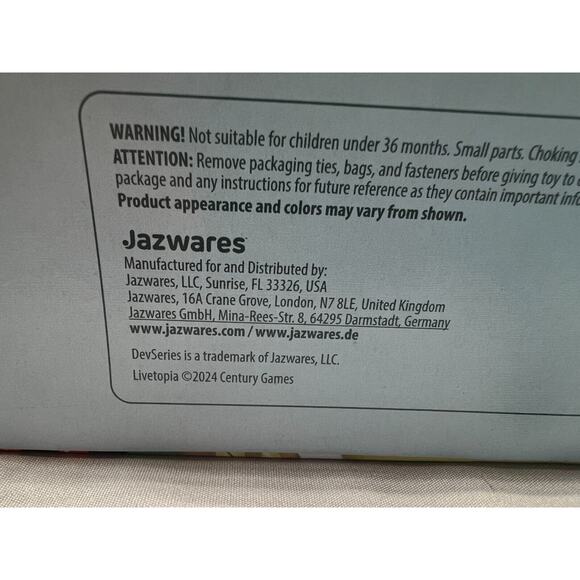 WARNING! Not suitable for children under 36 months. Small parts. Choking
ATTENTION: Remove packaging ties, bags, and fasteners before giving toy to
package and any instructions for future reference as they contain important
Product appearance and colors may vary from shown.
Jazwares
Manufactured for and Distributed by:
Jazwares, LLC, Sunrise, FL 33326, USA
Jazwares, 16A Crane Grove, London, N7 8LE, United Kingdom
Jazwares GmbH, Mina-Rees-Str. 8, 64295 Darmstadt, Germany
www.jazwares.com / www.jazwares.de
DevSeries is a trademark of Jazwares, LLC.
Livetopia ©2024 Century Games